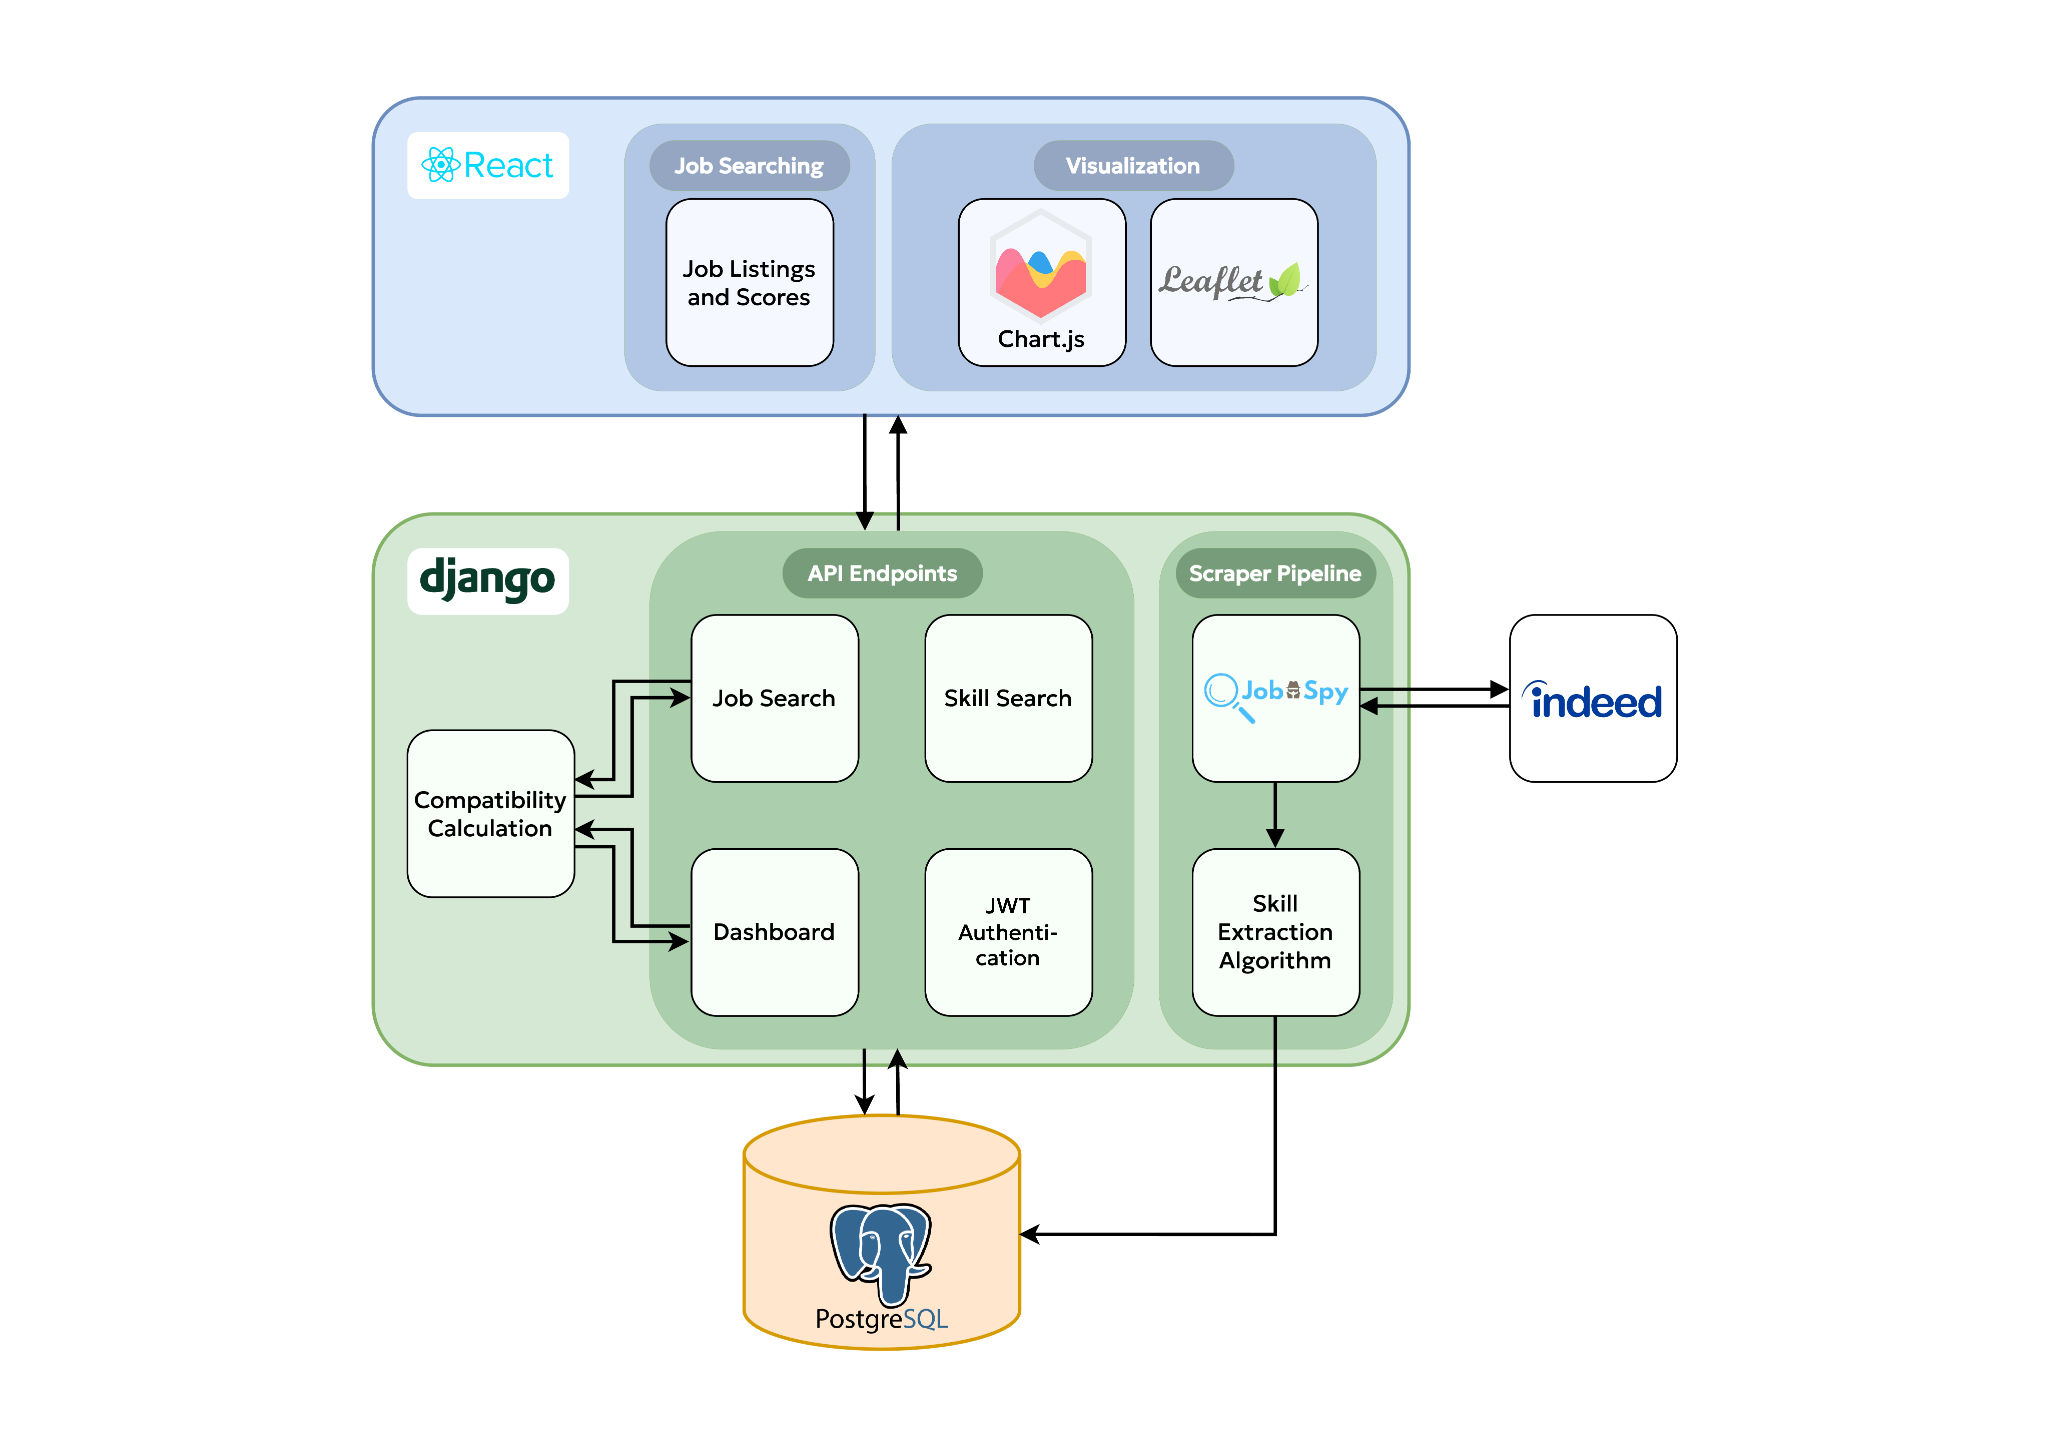 React
Job Searching
Visualization
Job Listings
and Scores
Chart.js
Leaflet
django
API Endpoints
Scraper Pipeline
Job Search
Skill Search
JobSpy
indeed
Compatibility
Calculation
Dashboard
JWT
Authenti-
cation
Skill
Extraction
Algorithm
PostgreSQL